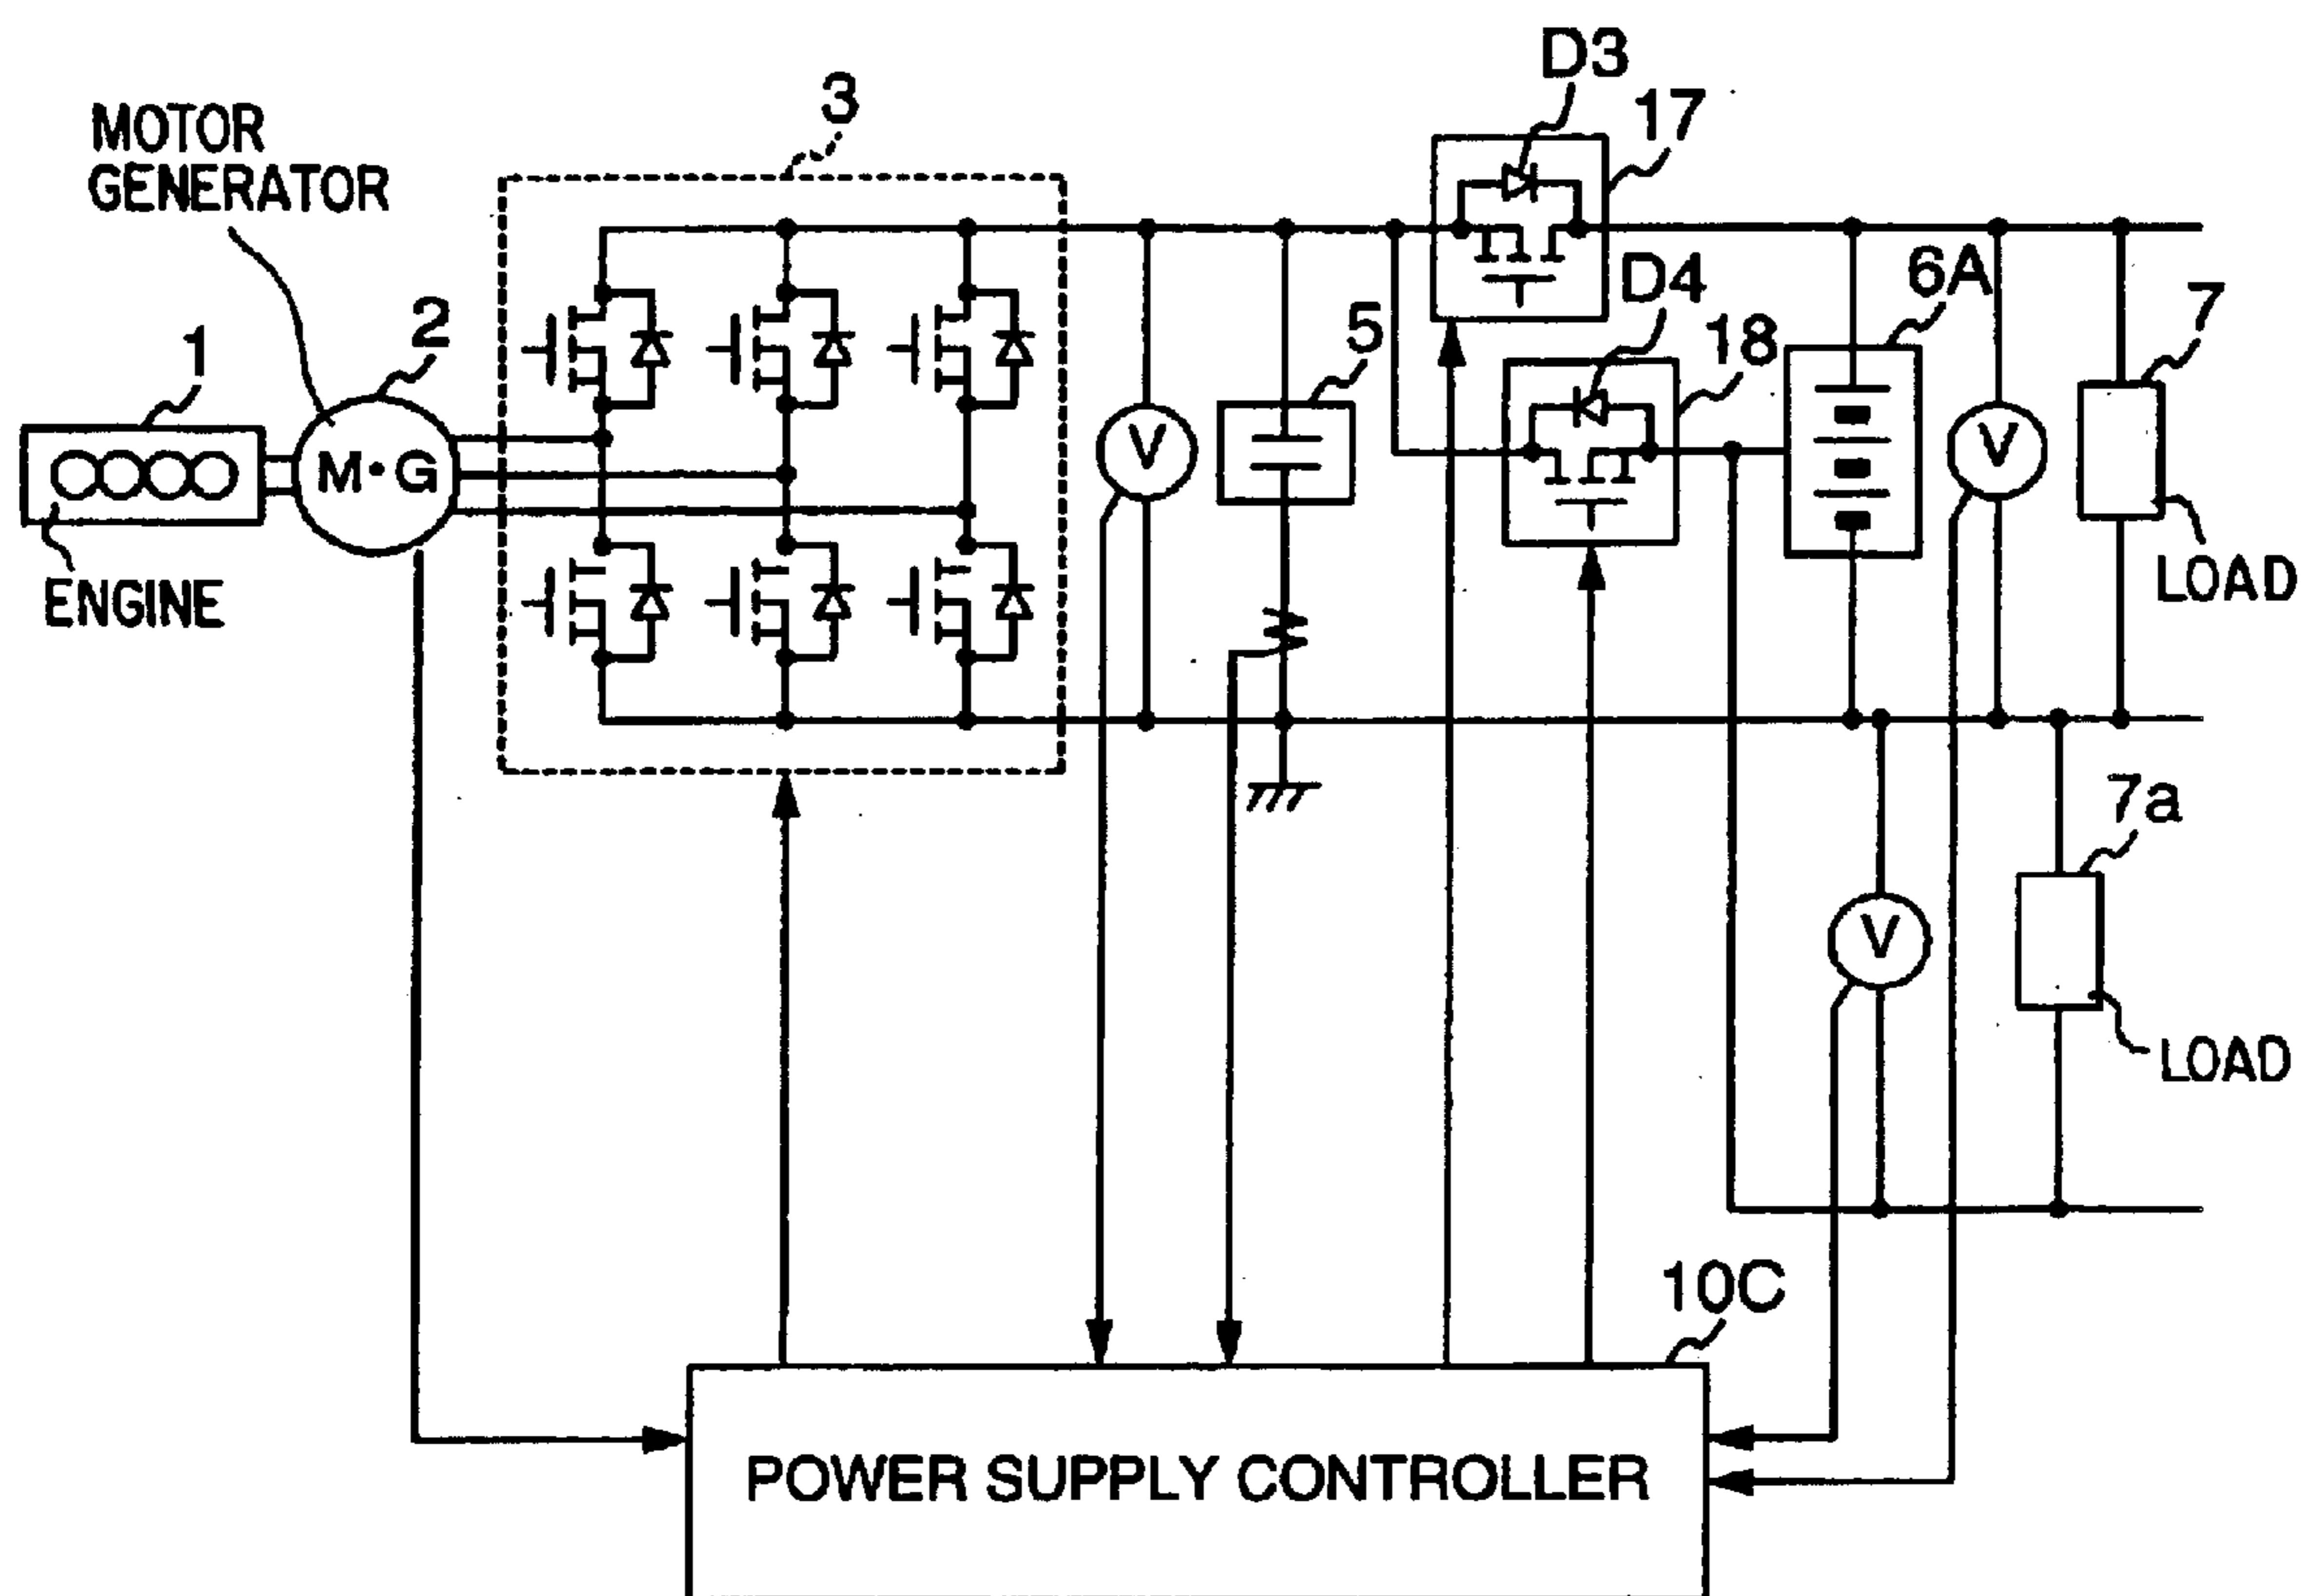 D3
17
3
MOTOR
GENERATOR
D4
6A
7
18
5
2
1
M•G
V
V
LOAD
ENGINE
7a
V
LOAD
10C
POWER SUPPLY CONTROLLER